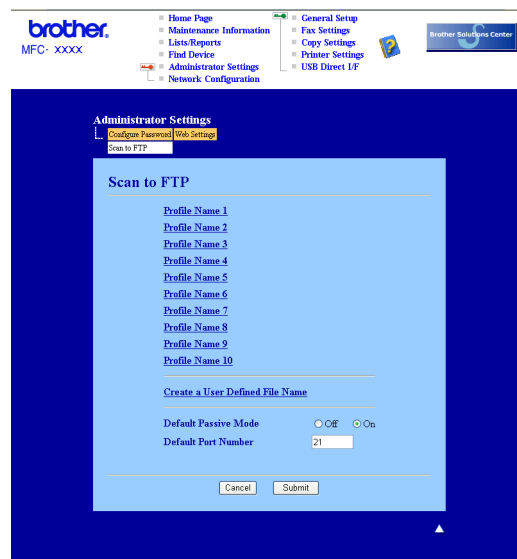 brother.
MFC- XXXX
Home Page
Maintenance Information
Lists/Reports
Find Device
Administrator Settings
Network Configuration
General Setup
Fax Settings
Copy Settings
Printer Settings
USB Direct I/F
Brother Solutions Center
Administrator Settings
Configure Password Web Settings
Scan to FTP
Scan to FTP
Profile Name 1
Profile Name 2
Profile Name 3
Profile Name 4
Profile Name 5
Profile Name 6
Profile Name 7
Profile Name 8
Profile Name 9
Profile Name 10
Create a User Defined File Name
Default Passive Mode Off On
Default Port Number 21
Cancel Submit